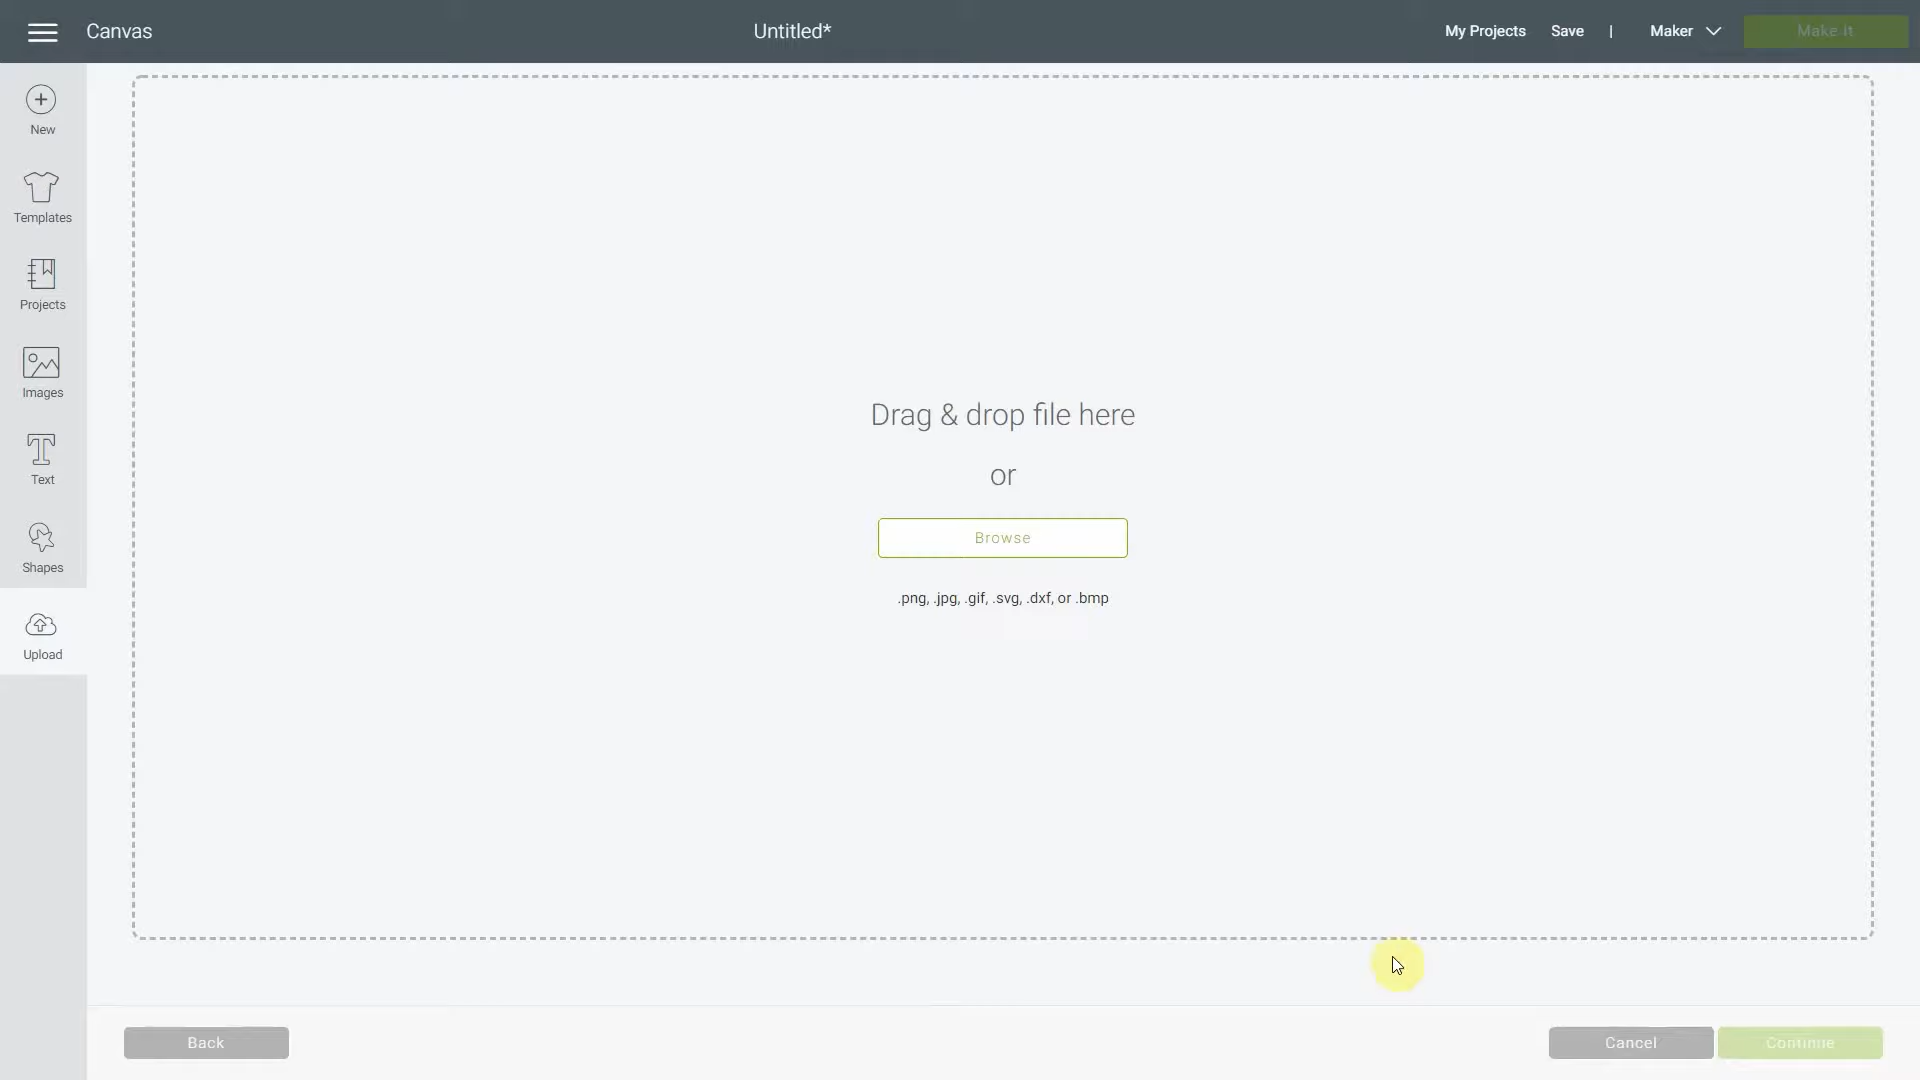 Canvas
Untitled*
My Projects
Save
|
Maker
Make It
New
Templates
Projects
Images
Text
Shapes
Upload
Drag & drop file here
or
Browse
.png, .jpg, .gif, .svg, .dxf, or .bmp
Back
Cancel
Continue